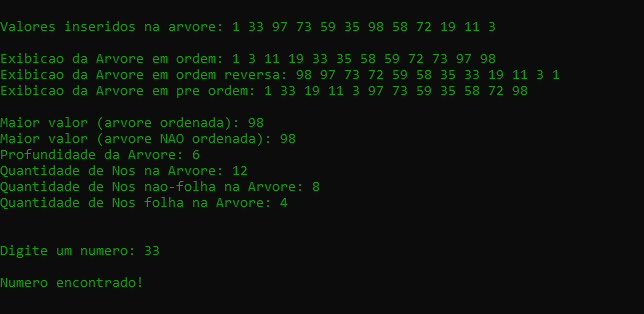 Valores inseridos na arvore: 1 33 97 73 59 35 98 58 72 19 11 3
Exibicao da Arvore em ordem: 1 3 11 19 33 35 58 59 72 73 97 98
Exibicao da Arvore em ordem reversa: 98 97 73 72 59 58 35 33 19 11 3 1
Exibicao da Arvore em pre ordem: 1 33 19 11 3 97 73 59 35 58 72 98
Maior valor (arvore ordenada): 98
Maior valor (arvore NAO ordenada): 98
Profundidade da Arvore: 6
Quantidade de Nos na Arvore: 12
Quantidade de Nos nao-folha na Arvore: 8
Quantidade de Nos folha na Arvore: 4
Digite um numero: 33
Numero encontrado!